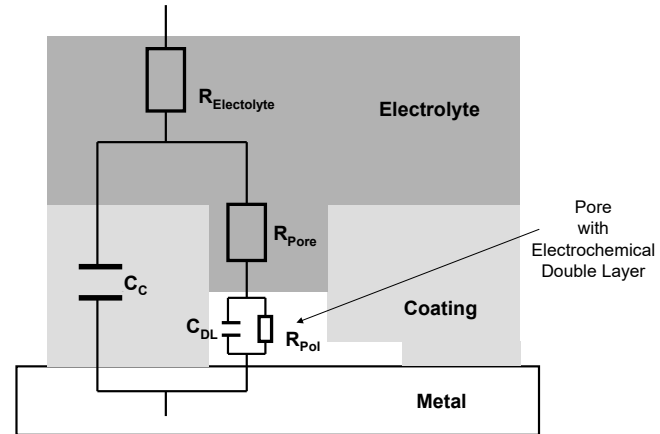 R_Electolyte
Electrolyte
R_Pore
Pore
with
Electrochemical
Double Layer
C_C
C_DL
R_Pol
Coating
Metal